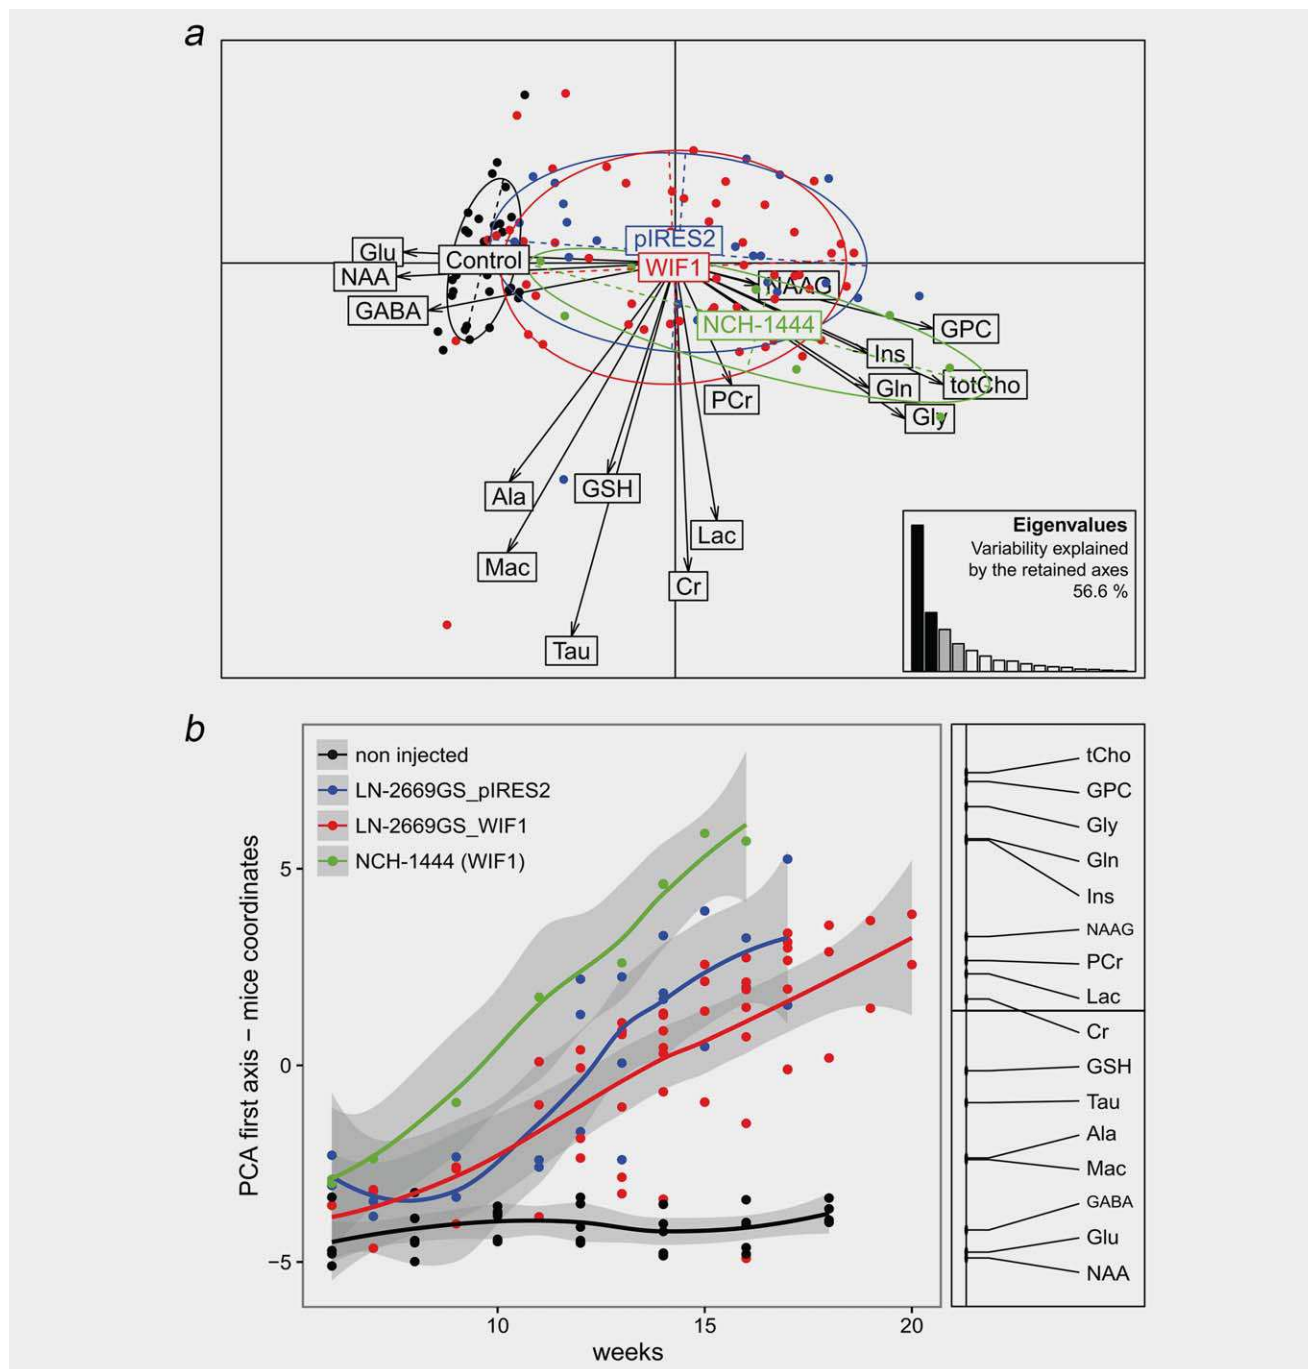 a
Glu
NAA
GABA
Control
pIRES2
WIF1
NAAG
NCH-1444
GPC
Ins
totCho
Gln
Gly
PCr
Ala
GSH
Mac
Lac
Cr
Tau
Eigenvalues
Variability explained
by the retained axes
56.6 %
b
non injected
LN-2669GS_pIRES2
LN-2669GS_WIF1
NCH-1444 (WIF1)
PCA first axis – mice coordinates
5
0
−5
10
15
20
weeks
tCho
GPC
Gly
Gln
Ins
NAAG
PCr
Lac
Cr
GSH
Tau
Ala
Mac
GABA
Glu
NAA